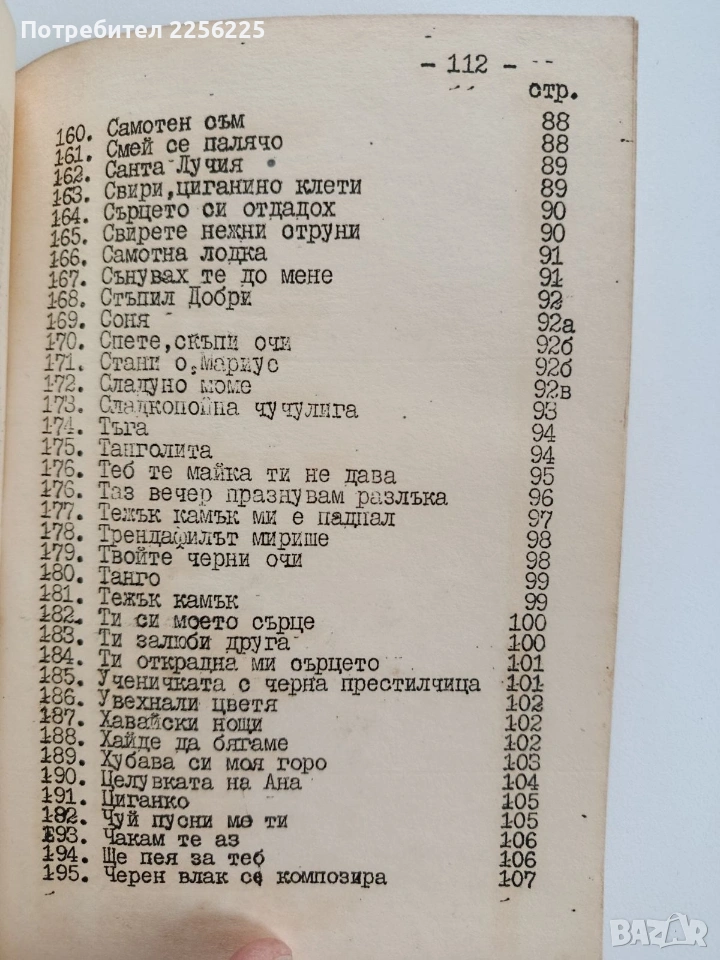 Потребител 2256225
- 112 -
стр.
160. Самотен съм 88
161. Смей се палячо 88
162. Санта Лучия 89
163. Свири,циганино клети 89
164. Сърцето си отдадох 90
165. Свирете нежни струни 90
166. Самотна лодка 91
167. Сънувах те до мене 91
168. Стъпил Добри 92
169. Соня 92а
170. Спете,скъпи очи 92б
171. Стани о,Мариус 92б
172. Сладуно моме 92в
173. Сладкопойна чучулига 93
174. Тъга 94
175. Танголита 94
176. Теб те майка ти не дава 95
176. Таз вечер празнувам разлъка 96
177. Тежък камък ми е паднал 97
178. Трендафилът мирише 98
179. Твойте черни очи 98
180. Танго 99
181. Тежък камък 99
182. Ти си моето сърце 100
183. Ти залюби друга 100
184. Ти открадна ми сърцето 101
185. Ученичката с черна престилчица 101
186. Увехнали цветя 102
187. Хавайски нощи 102
188. Хайде да бягаме 102
189. Хубава си моя горо 103
190. Целувката на Ана 104
191. Циганко 105
182. Чуй пусни ме ти 105
193. Чакам те аз 106
194. Ще пея за теб 106
195. Черен влак се композира 107
BAZAR